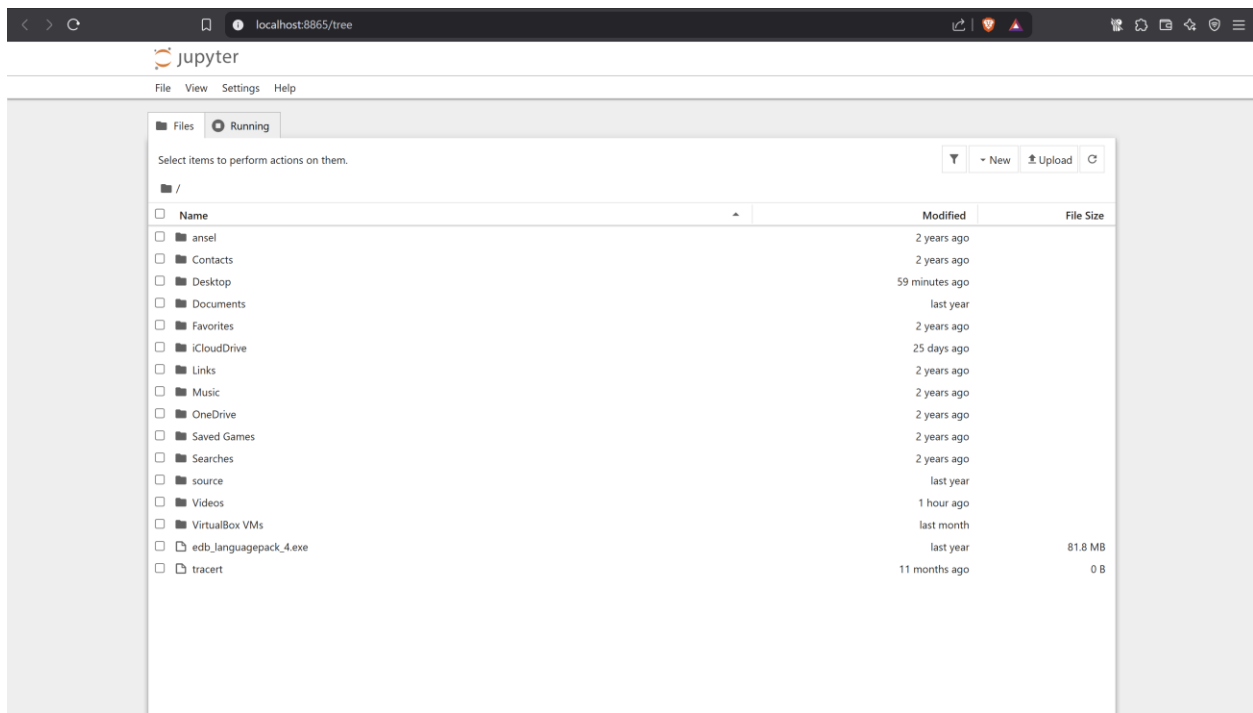 localhost:8865/tree
jupyter
File View Settings Help
Files Running
Select items to perform actions on them.
New Upload
/
Name Modified File Size
ansel 2 years ago
Contacts 2 years ago
Desktop 59 minutes ago
Documents last year
Favorites 2 years ago
iCloudDrive 25 days ago
Links 2 years ago
Music 2 years ago
OneDrive 2 years ago
Saved Games 2 years ago
Searches 2 years ago
source last year
Videos 1 hour ago
VirtualBox VMs last month
edb_languagepack_4.exe last year 81.8 MB
tracert 11 months ago 0 B